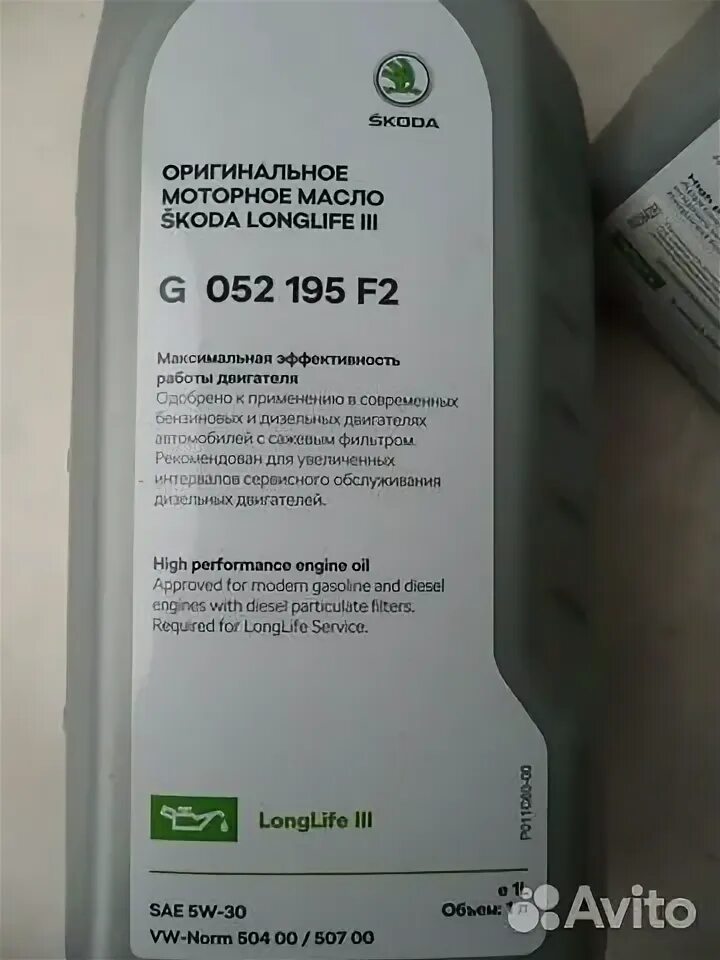 ŠKODA
ОРИГИНАЛЬНОЕ
МОТОРНОЕ МАСЛО
ŠKODA LONGLIFE III
G 052 195 F2
Максимальная эффективность
работы двигателя
Одобрено к применению в современных
бензиновых и дизельных двигателях
автомобилей с сажевым фильтром.
Рекомендован для увеличенных
интервалов сервисного обслуживания
дизельных двигателей.
High performance engine oil
Approved for modern gasoline and diesel
engines with diesel particulate filters.
Required for LongLife Service.
LongLife III
SAE 5W-30
VW-Norm 504 00 / 507 00
e 1l
Объем: 1 л
Avito
High